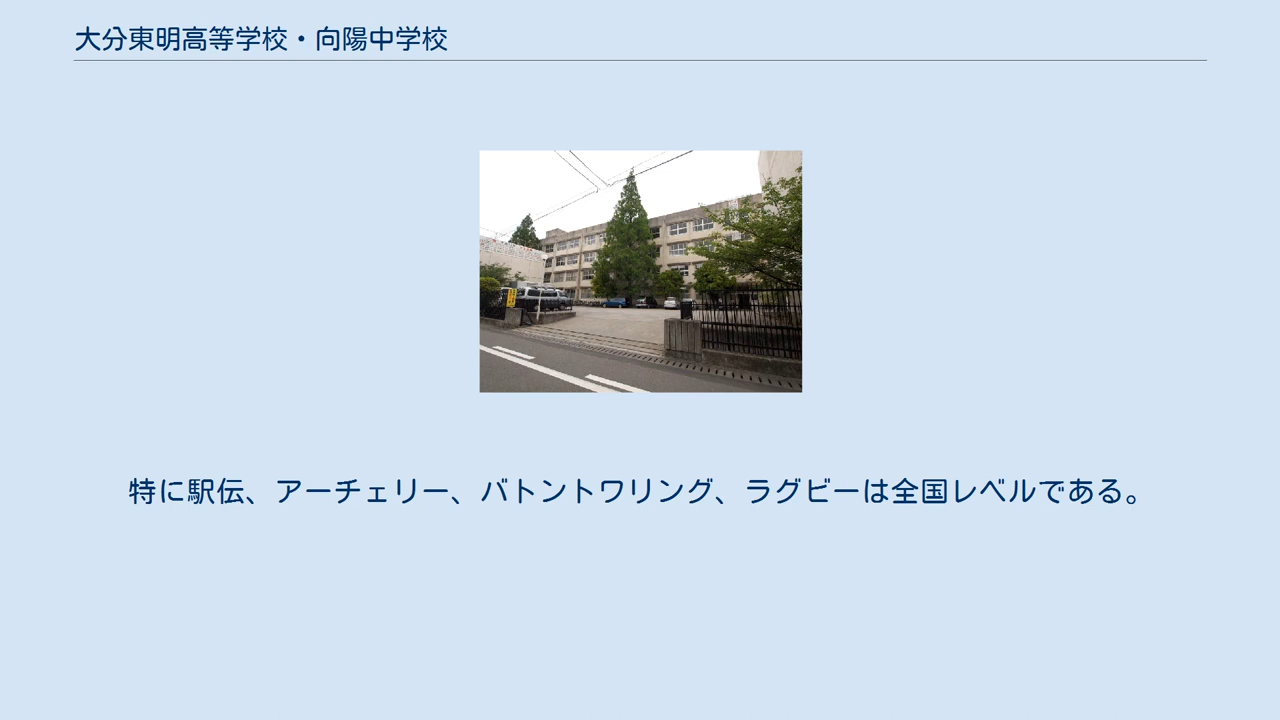 大分東明高等学校・向陽中学校
特に駅伝、アーチェリー、バトントワリング、ラグビーは全国レベルである。